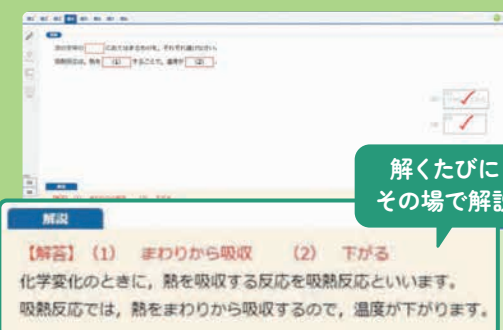 次の文中の　　にあてはまるものを，それぞれ選びなさい。
吸熱反応は，熱を（1）することで，温度が（2）。
解説
解くたびに
その場で解説
解説
【解答】（1）　まわりから吸収　（2）　下がる
化学変化のときに，熱を吸収する反応を吸熱反応といいます。
吸熱反応では，熱をまわりから吸収するので，温度が下がります。